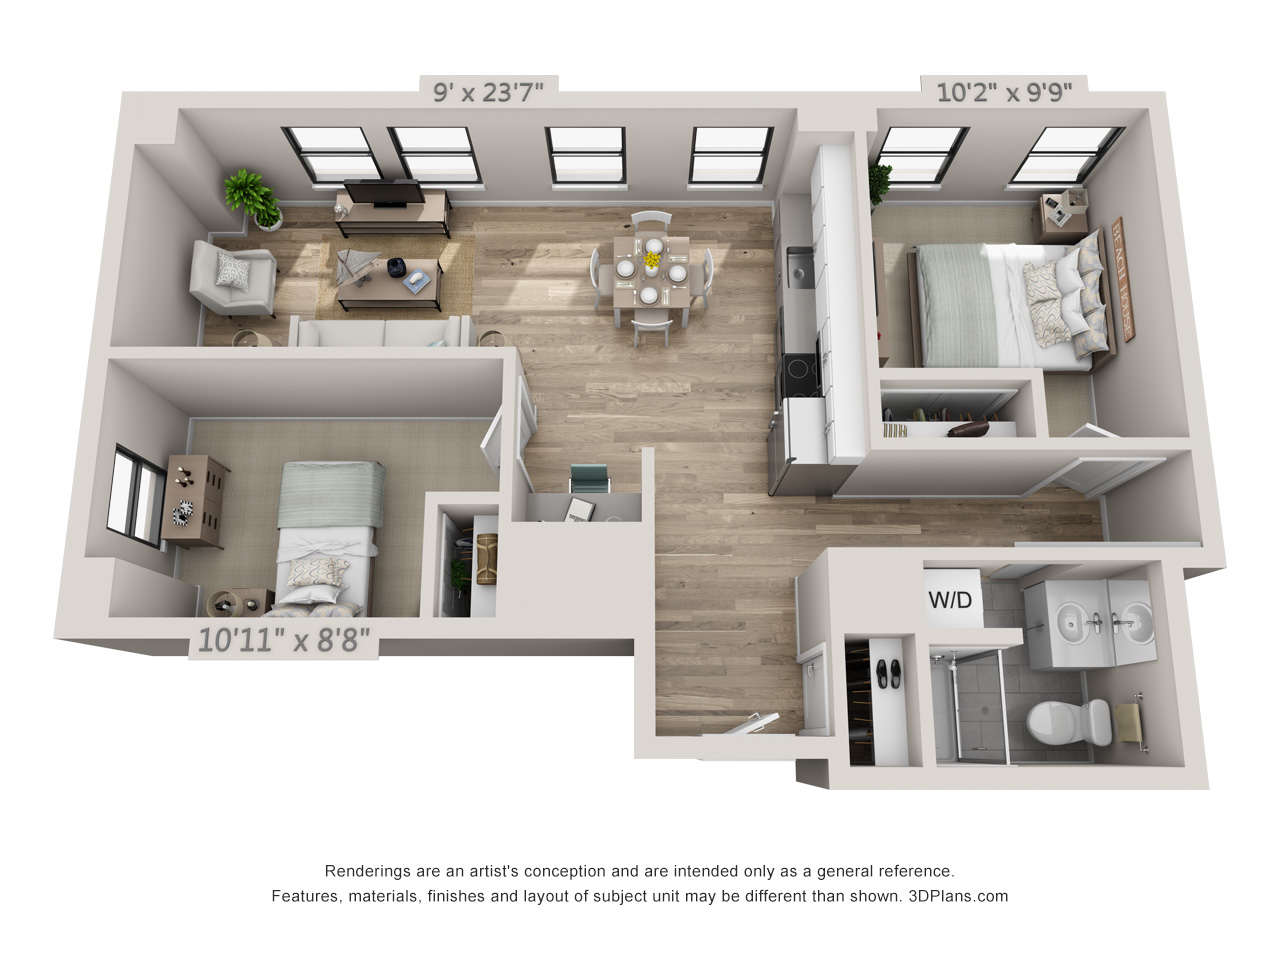 9' x 23'7"
10'2" x 9'9"
BEACH HOUSE
10'11" x 8'8"
W/D
Renderings are an artist's conception and are intended only as a general reference.
Features, materials, finishes and layout of subject unit may be different than shown. 3DPlans.com